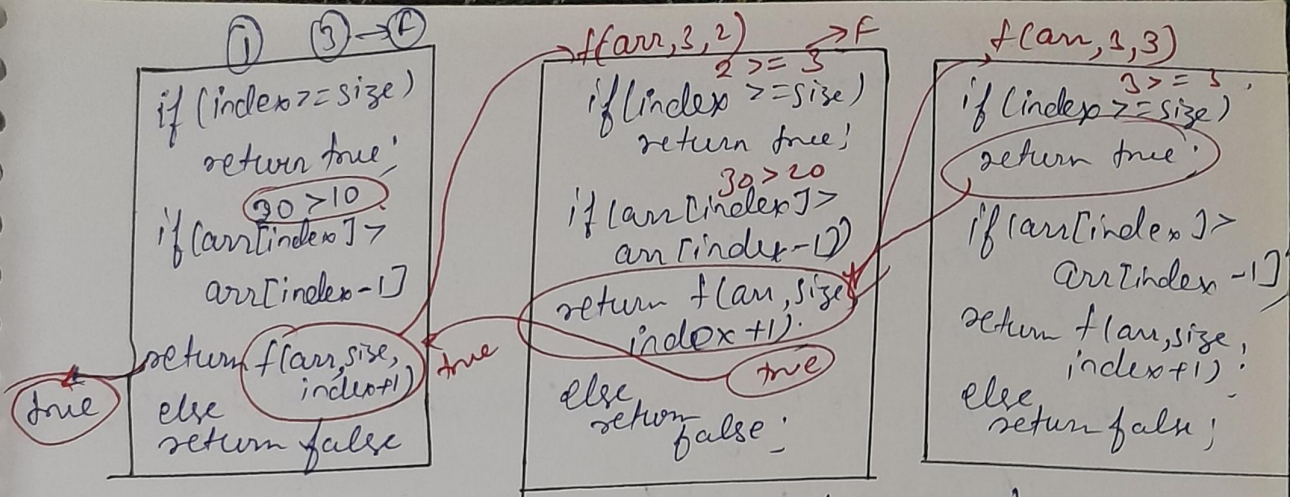 ① ③→Ⓕ
if (index>=size)
return true;
30 >10
if (arr[index]>
arr[index-1]
return f(arr,size,
index+1)
else
return false
true
true
f(arr,3,2) →F
2 >= 3
if(index >=size)
return true;
30>20
if (arr[index]>
arr[index-1])
return f(arr,size
index+1).
true
else
return
false;
f(arr,3,3)
3>=3,
if (index>=size)
return true;
if (arr[index]>
arr[index-1]
return f(arr,size,
index+1);
else
return false;